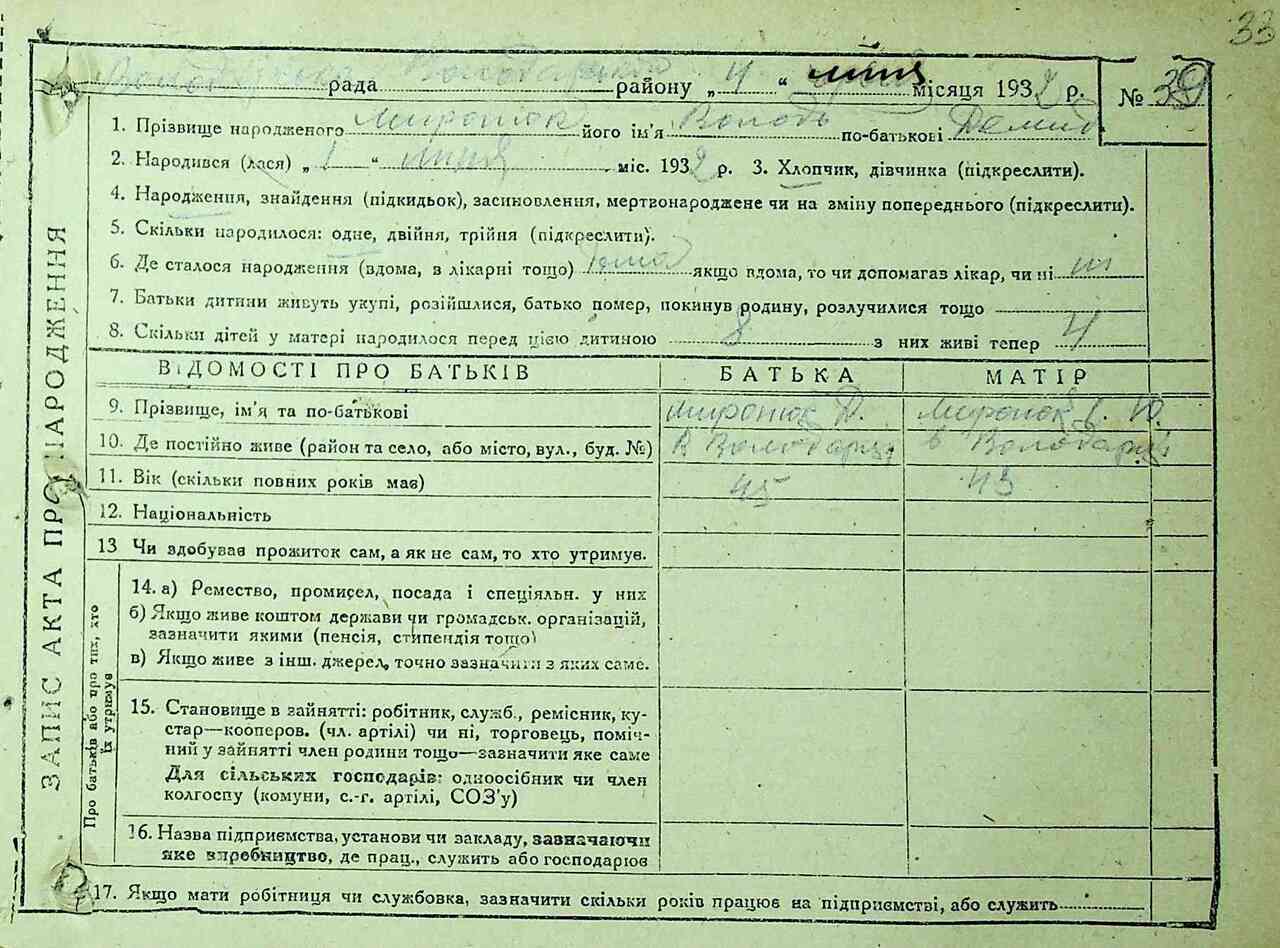 33
рада Володарський району „ 4 “ липня місяця 1932 р. № 39
1. Прізвище народженого Миронюк його ім'я Володь по-батькові Демид
2. Народився (лася) „ 1 “ липня міс. 1932 р. 3. Хлопчик, дівчинка (підкреслити).
4. Народження, знайдення (підкидьок), засиновлення, мертвонароджене чи на зміну попереднього (підкреслити).
5. Скільки народилося: одне, двійня, трійня (підкреслити).
6. Де сталося народження (вдома, в лікарні тощо) якщо вдома, то чи допомагав лікар, чи ні ні
7. Батьки дитини живуть укупі, розійшлися, батько помер, покинув родину, розлучилися тощо
8. Скільки дітей у матері народилося перед цією дитиною 8 з них живі тепер 4
ВІДОМОСТІ ПРО БАТЬКІВ БАТЬКА МАТІР
9. Прізвище, ім'я та по-батькові Миронюк Д. Миронюк Ю.
10. Де постійно живе (район та село, або місто, вул., буд. №) В Володарці в Володарці
11. Вік (скільки повних років має) 45 43
12. Національність
13 Чи здобував прожиток сам, а як не сам, то хто утримув.
14. а) Ремество, промисел, посада і спеціяльн. у них
б) Якщо живе коштом держави чи громадськ. організацій,
зазначити якими (пенсія, стипендія тощо)
в) Якщо живе з інш. джерел, точно зазначити з яких саме.
15. Становище в зайнятті: робітник, служб., ремісник, ку-
стар—кооперов. (чл. артілі) чи ні, торговець, поміч-
ний у зайнятті член родини тощо—зазначити яке саме
Для сільських господарів: одноосібник чи член
колгоспу (комуни, с.-г. артілі, СОЗ'у)
16. Назва підприємства, установи чи закладу, зазначаючи
яке виробництво, де прац., служить або господарює
17. Якщо мати робітниця чи службовка, зазначити скільки років працює на підприємстві, або служить
ЗАПИС АКТА ПРО НАРОДЖЕННЯ
Про батьків або про тих, хто
їх утримує